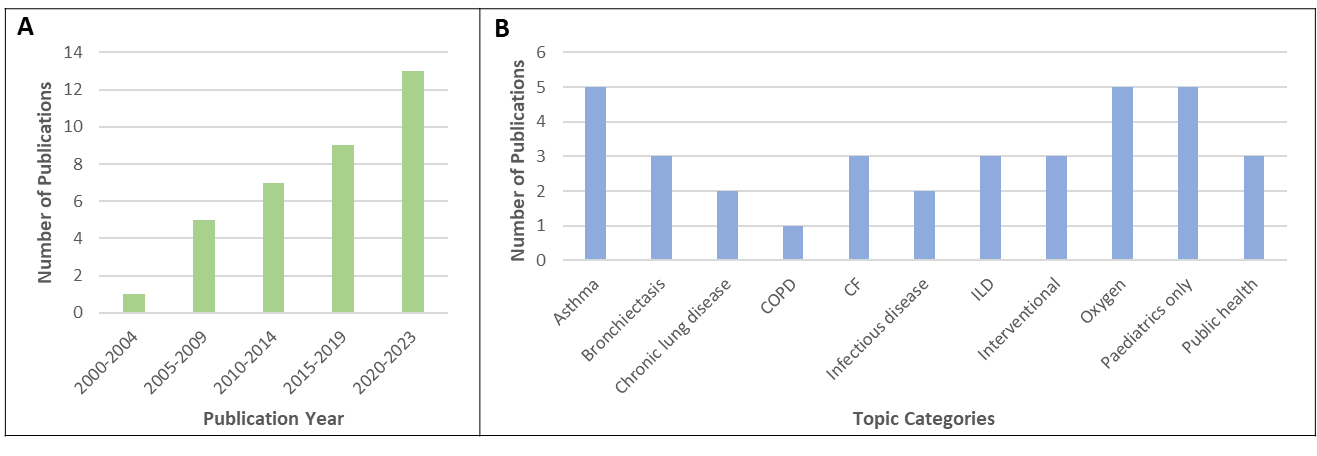 A
14
12
10
8
6
4
2
0
Number of Publications
2000-2004
2005-2009
2010-2014
2015-2019
2020-2023
Publication Year
B
6
5
4
3
2
1
0
Number of Publications
Asthma
Bronchiectasis
Chronic lung disease
COPD
CF
Infectious disease
ILD
Interventional
Oxygen
Paediatrics only
Public health
Topic Categories